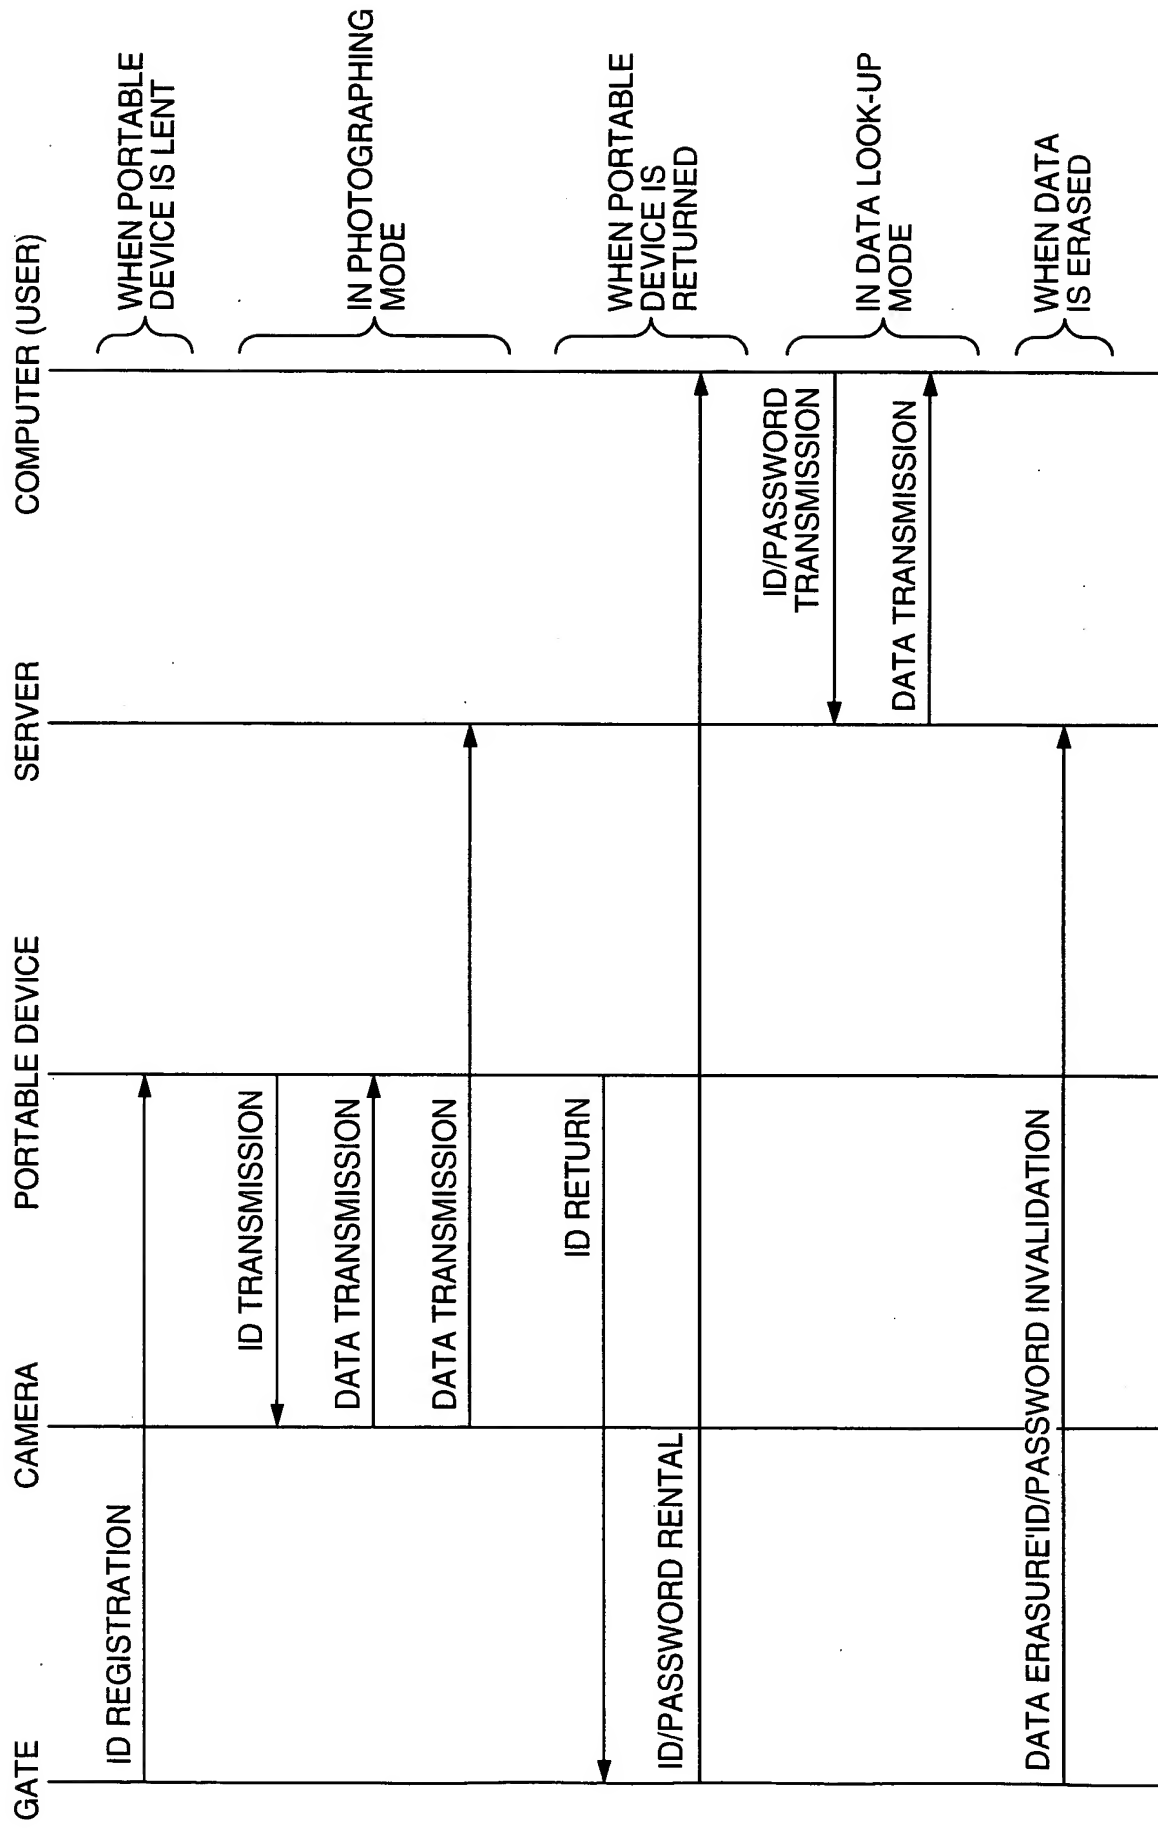 GATE
CAMERA
PORTABLE DEVICE
SERVER
COMPUTER (USER)
ID REGISTRATION
WHEN PORTABLE
DEVICE IS LENT
ID TRANSMISSION
DATA TRANSMISSION
DATA TRANSMISSION
IN PHOTOGRAPHING
MODE
ID RETURN
ID/PASSWORD RENTAL
WHEN PORTABLE
DEVICE IS
RETURNED
ID/PASSWORD
TRANSMISSION
DATA TRANSMISSION
IN DATA LOOK-UP
MODE
DATA ERASURE'ID/PASSWORD INVALIDATION
WHEN DATA
IS ERASED